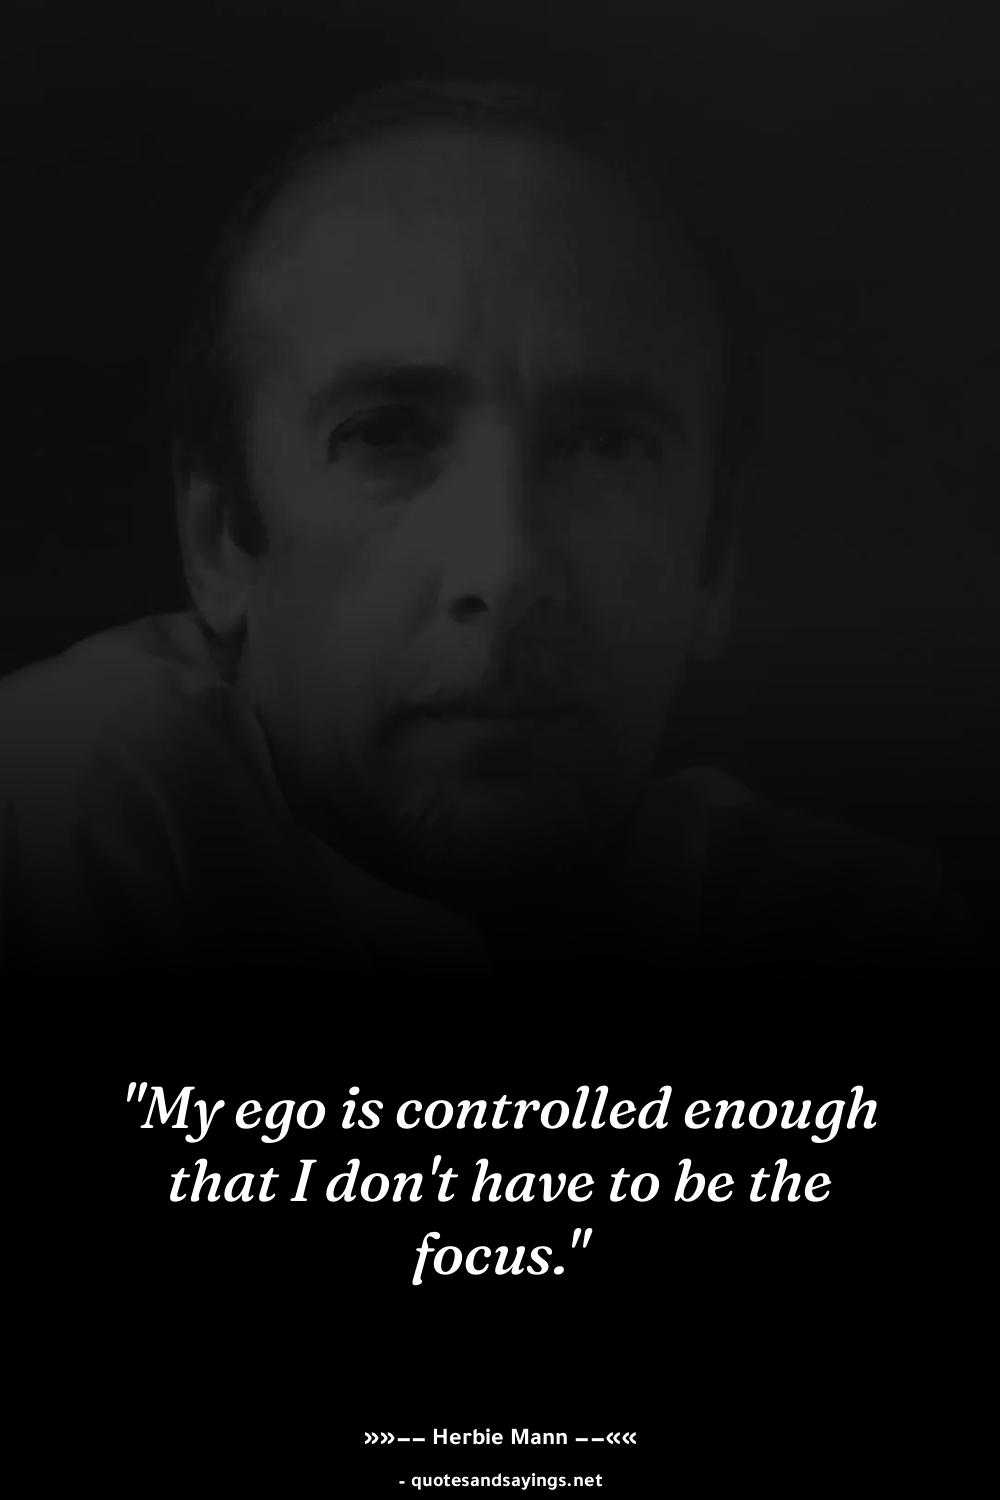 "My ego is controlled enough
that I don't have to be the
focus."
»»−− Herbie Mann −−««
- quotesandsayings.net